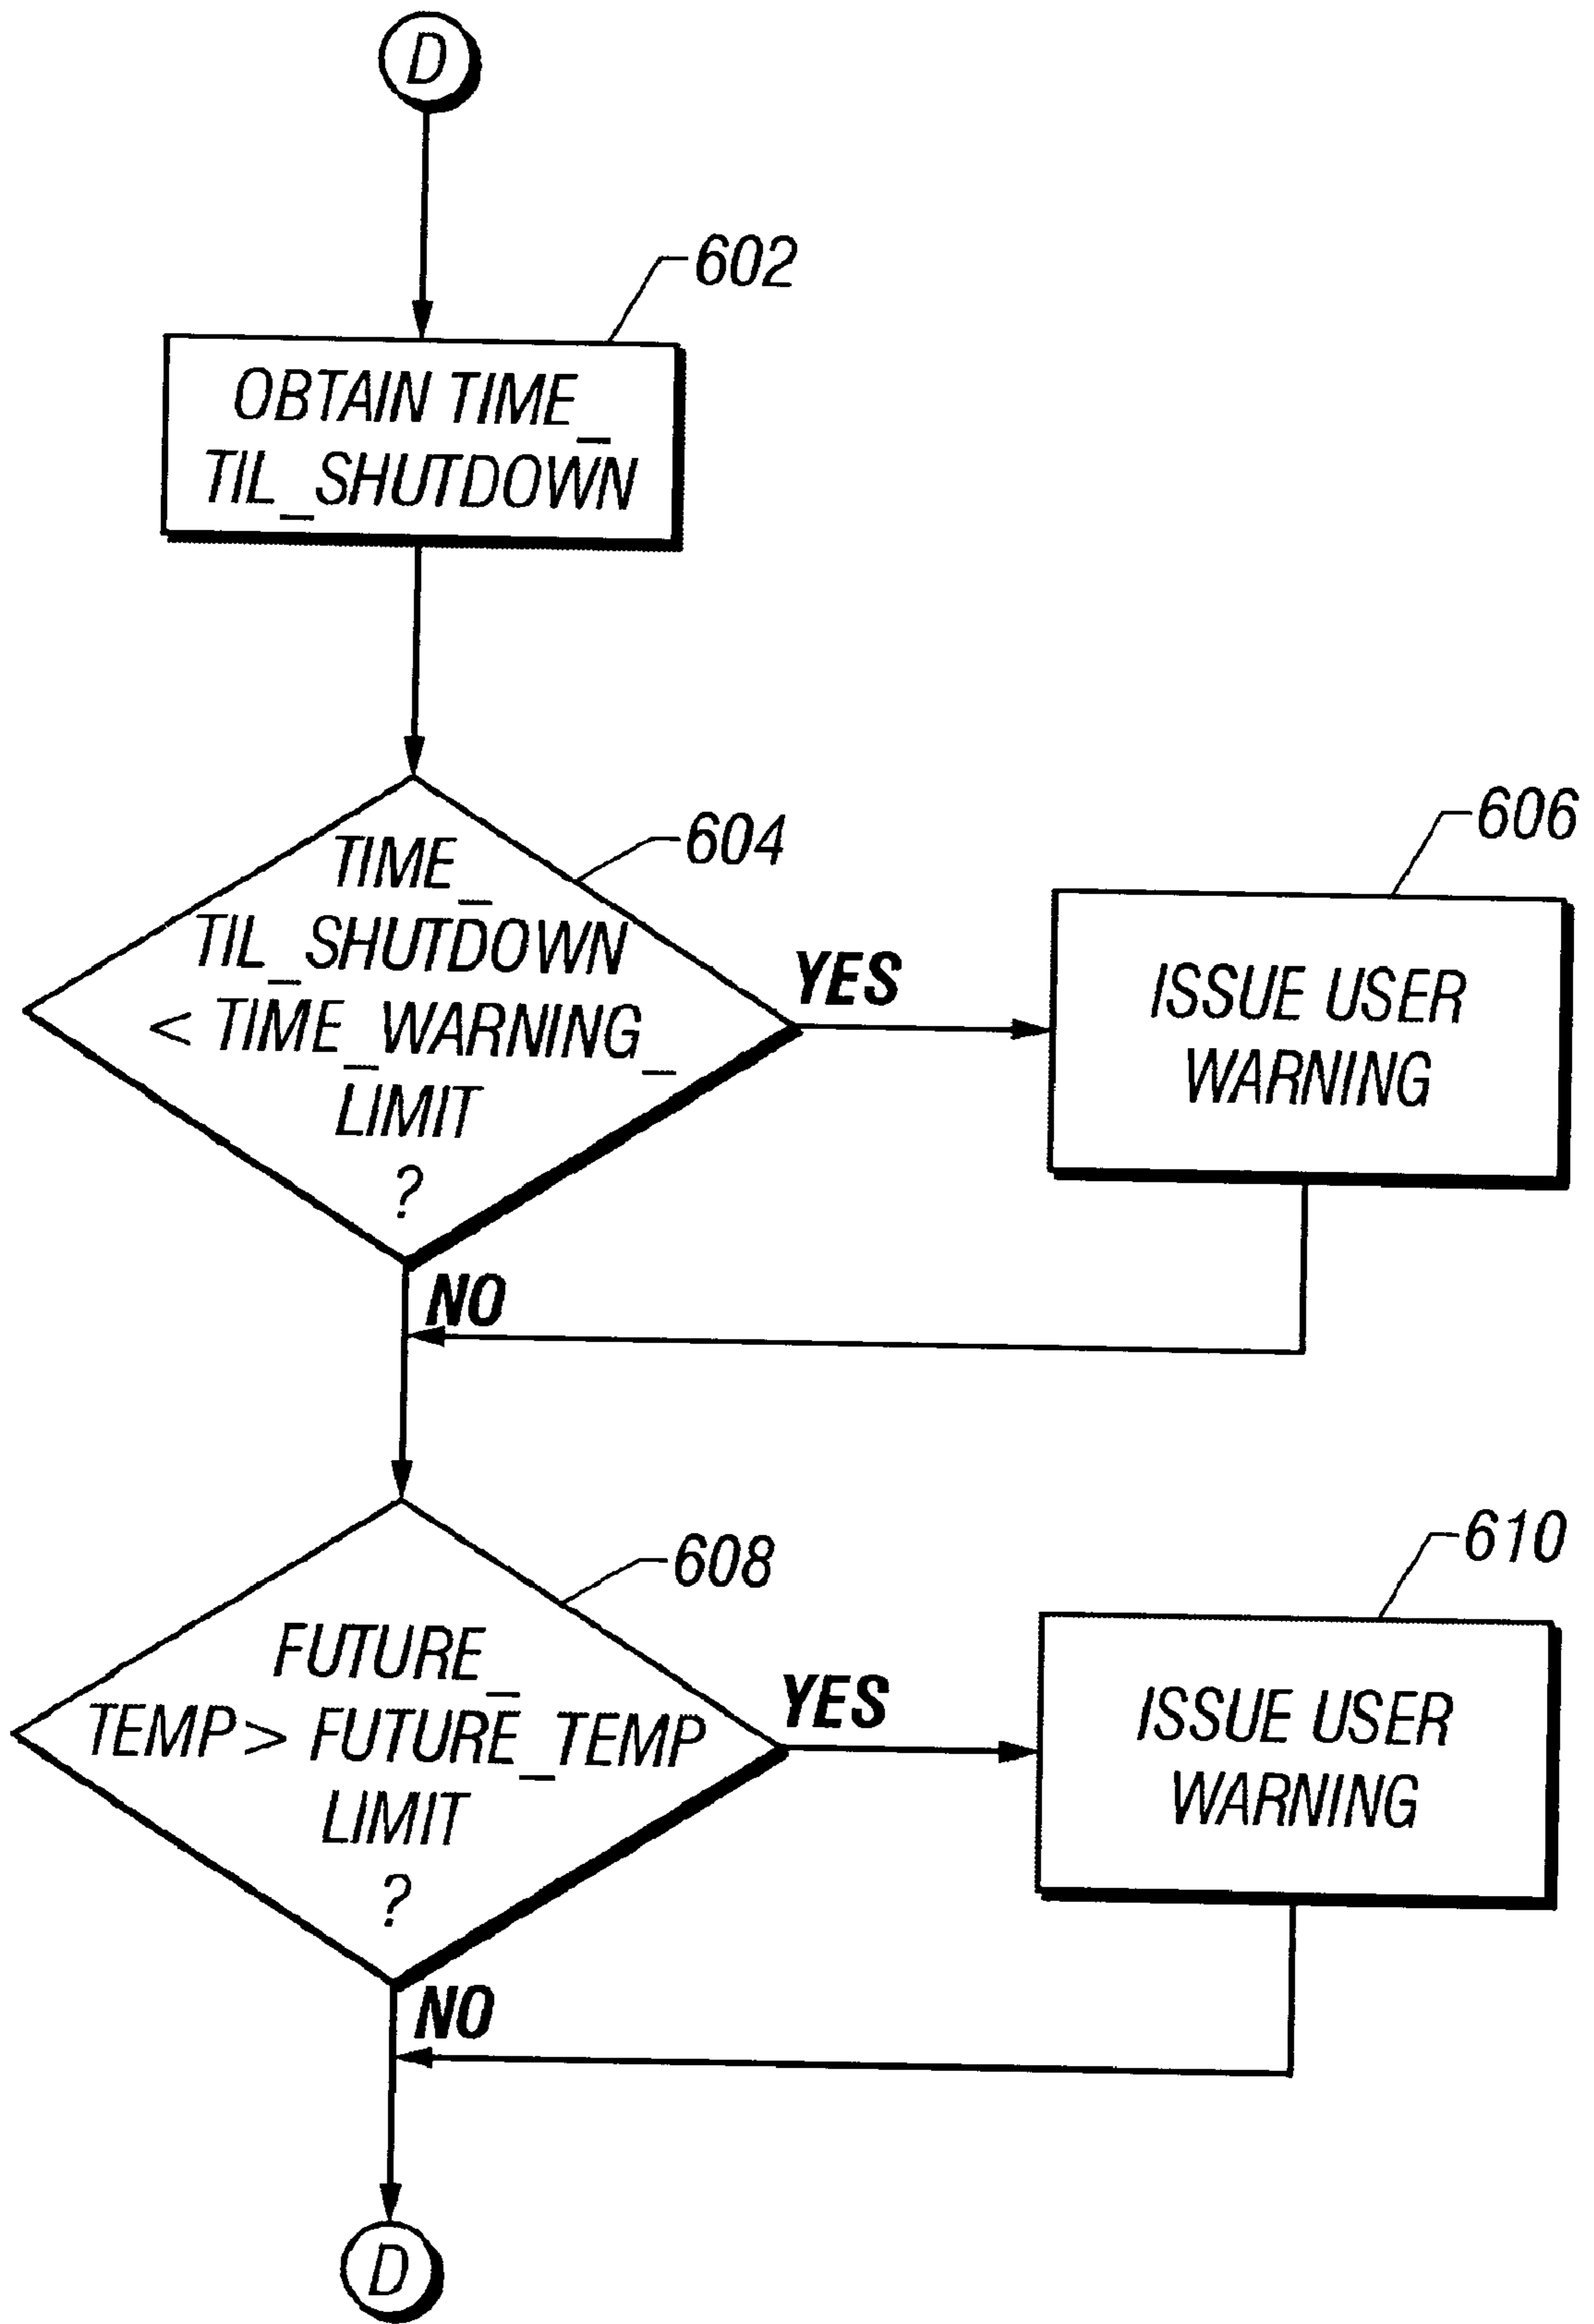 D
602
OBTAIN TIME_
TIL_SHUTDOWN
604
TIME_
TIL_SHUTDOWN
< TIME_WARNING_
LIMIT
?
YES
606
ISSUE USER
WARNING
NO
608
FUTURE_
TEMP > FUTURE_TEMP
LIMIT
?
YES
610
ISSUE USER
WARNING
NO
D